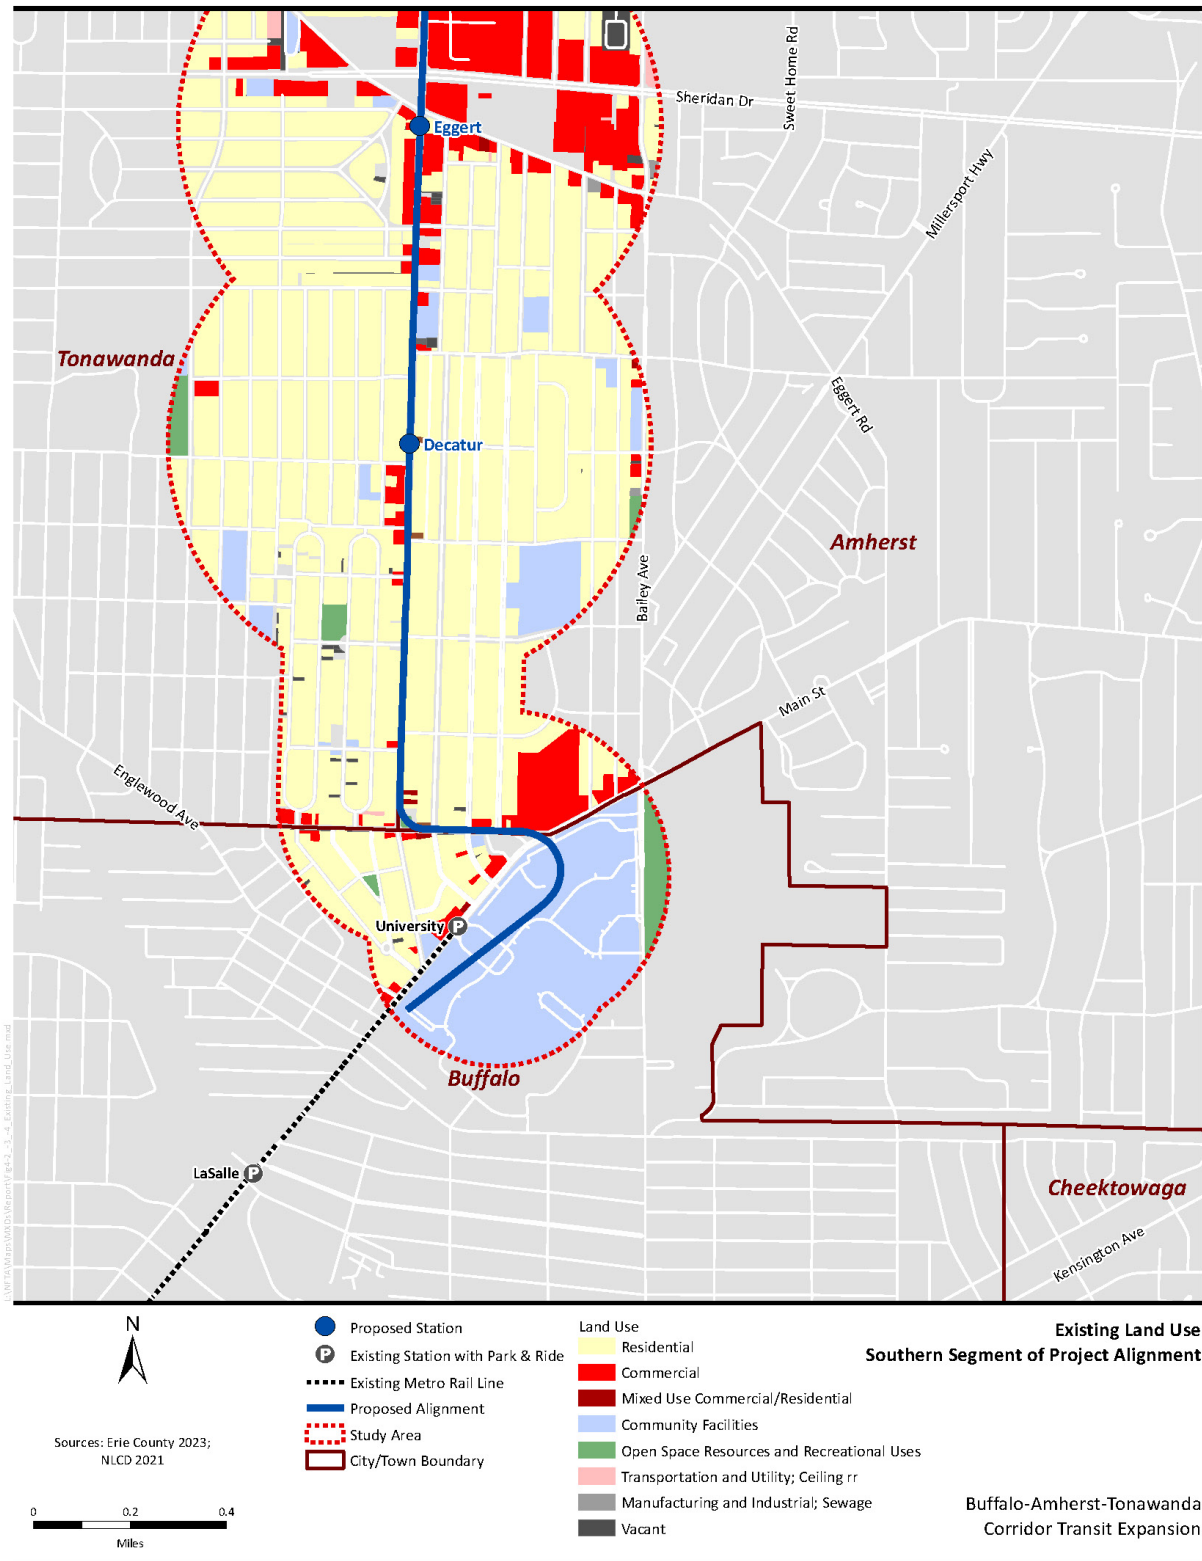 Sweet Home Rd
Sheridan Dr
Eggert
Millersport Hwy
Tonawanda
Eggert Rd
Decatur
Amherst
Bailey Ave
Main St
Englewood Ave
University P
Buffalo
LaSalle P
Cheektowaga
Kensington Ave
N
Sources: Erie County 2023;
NLCD 2021
0 0.2 0.4
Miles
Proposed Station
P Existing Station with Park & Ride
Existing Metro Rail Line
Proposed Alignment
Study Area
City/Town Boundary
Land Use
Residential
Commercial
Mixed Use Commercial/Residential
Community Facilities
Open Space Resources and Recreational Uses
Transportation and Utility; Ceiling rr
Manufacturing and Industrial; Sewage
Vacant
Existing Land Use
Southern Segment of Project Alignment
Buffalo-Amherst-Tonawanda
Corridor Transit Expansion